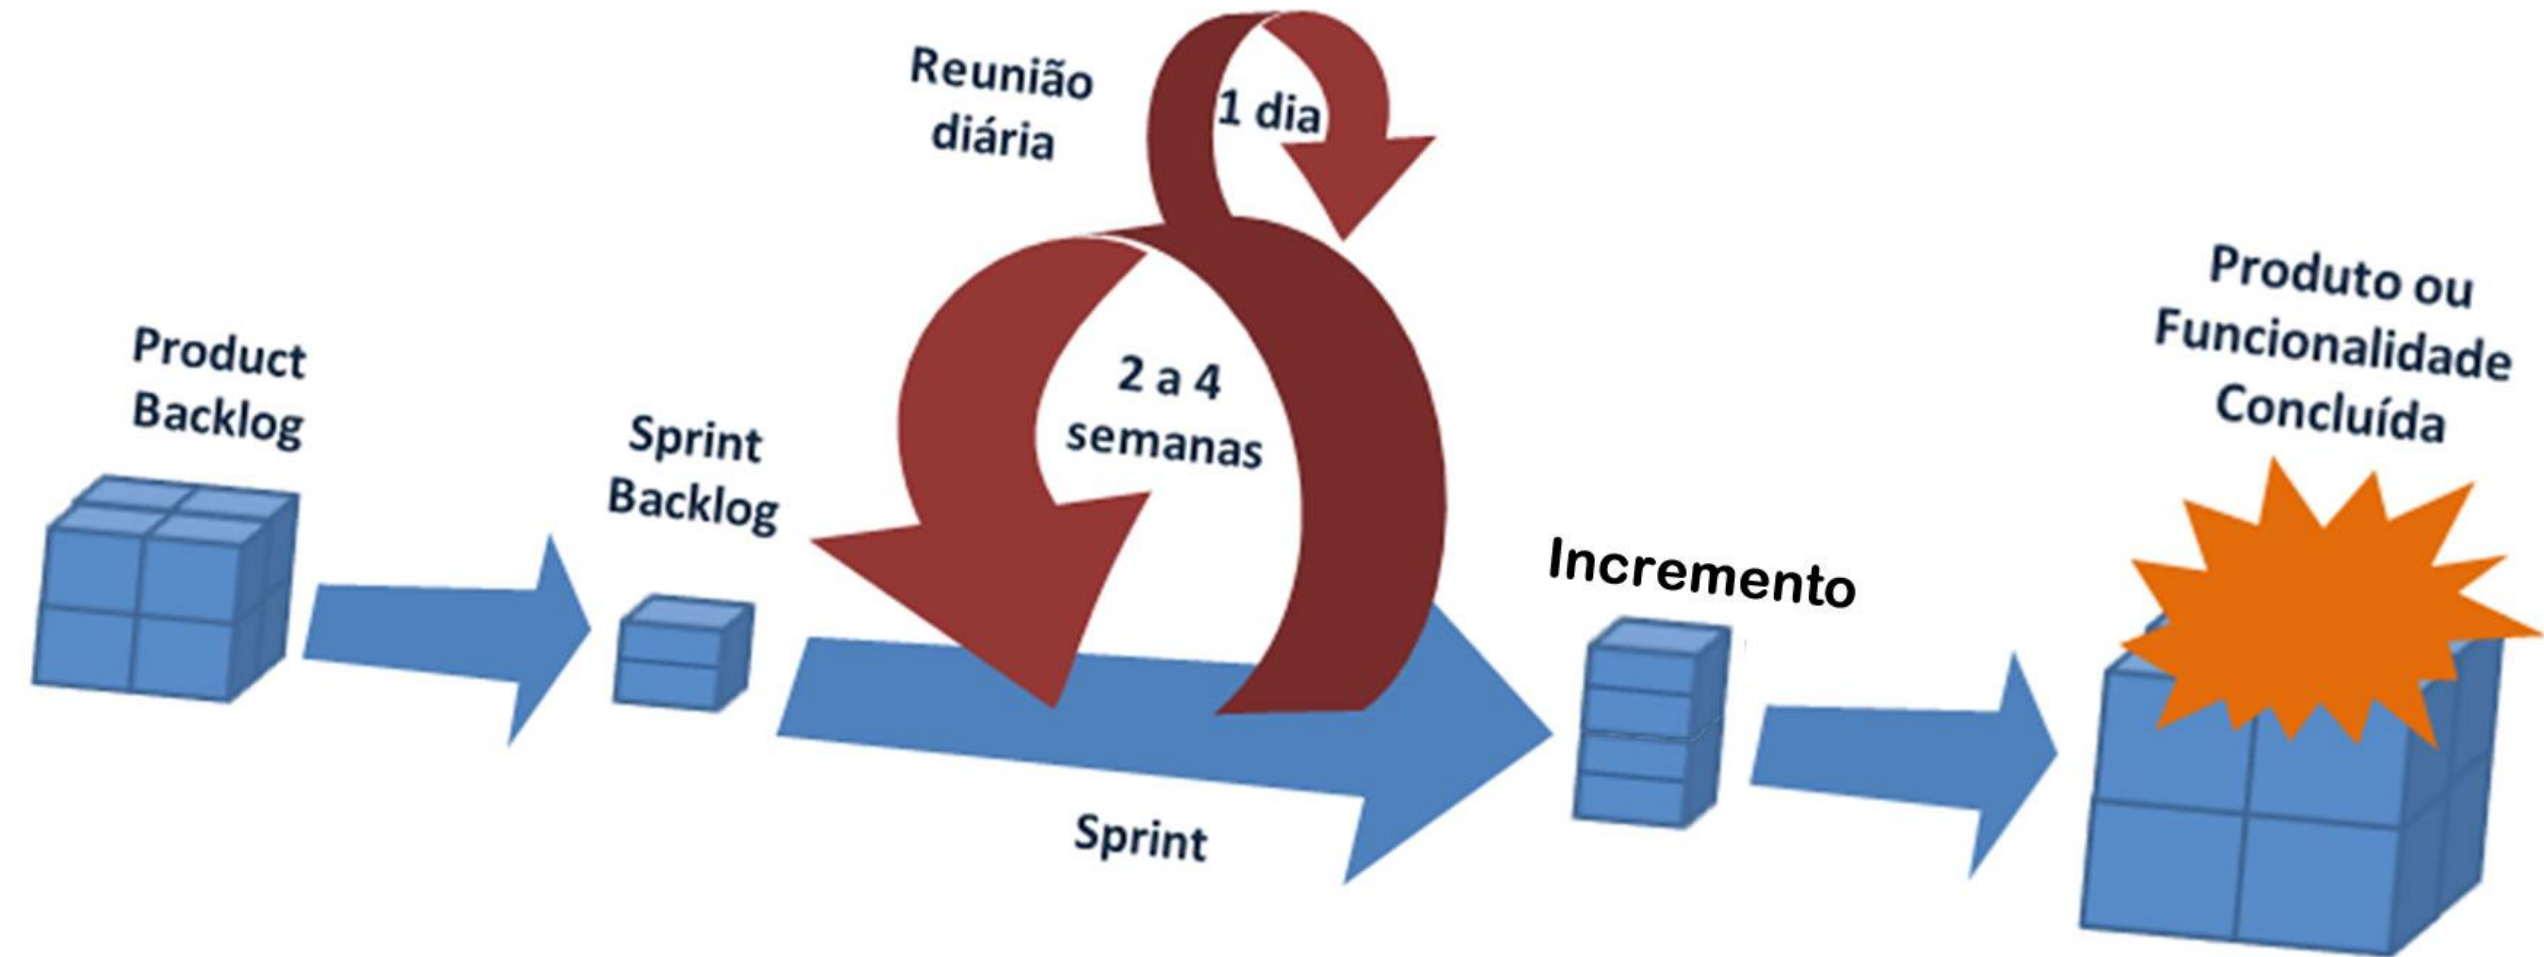 Product
Backlog
Sprint
Backlog
Reunião
diária
1 dia
2 a 4
semanas
Sprint
Incremento
Produto ou
Funcionalidade
Concluída